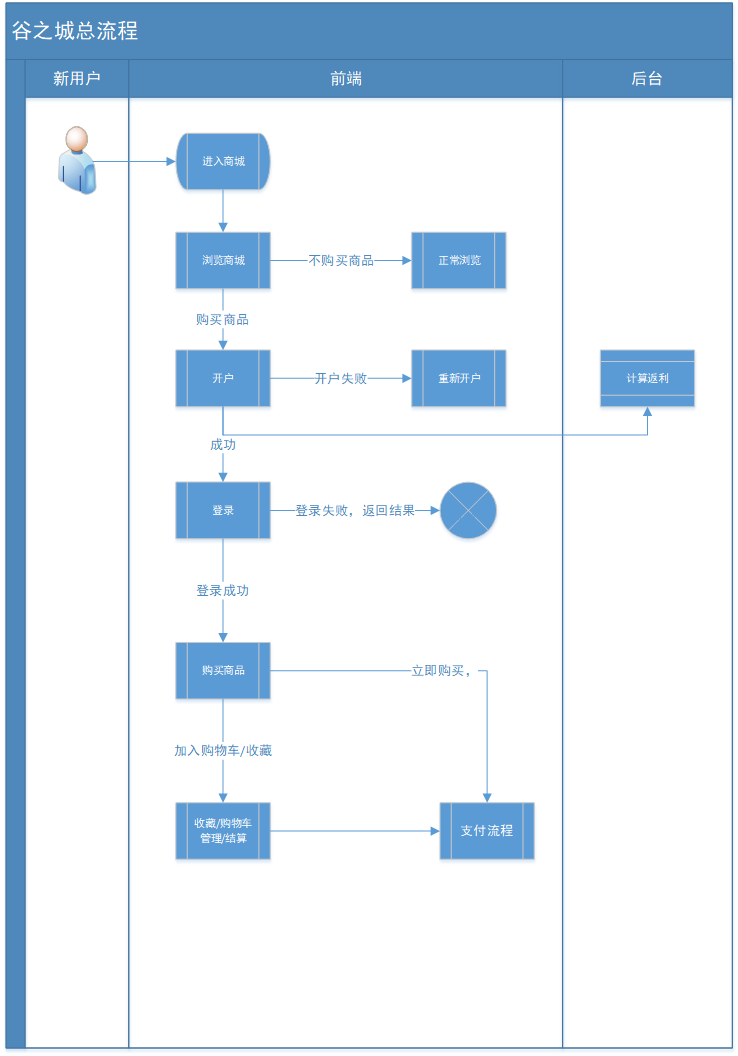 谷之城总流程
新用户
前端
后台
进入商城
浏览商城
不购买商品
正常浏览
购买商品
开户
开户失败
重新开户
计算返利
成功
登录
登录失败，返回结果
登录成功
购买商品
立即购买，
加入购物车/收藏
收藏/购物车
管理/结算
支付流程